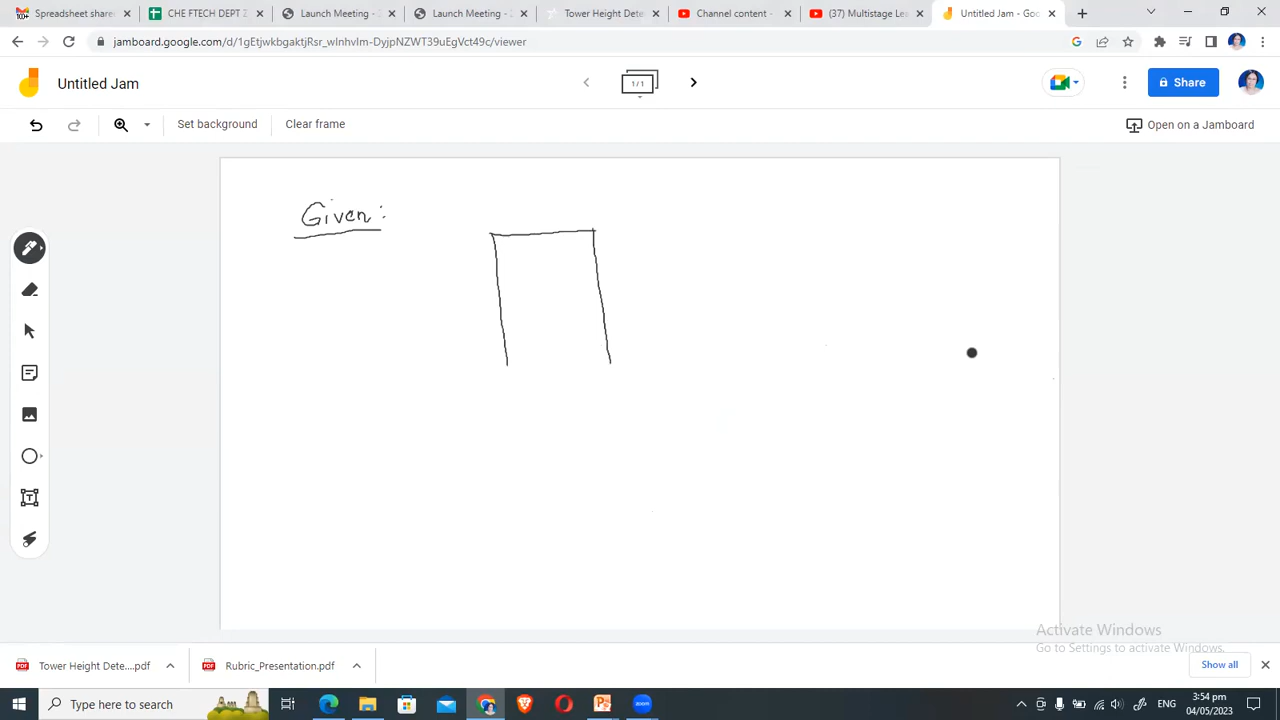 Spreadsheet share
CHE FTECH DEPT 2
Launch Meeting -
Launch Meeting - Z
Tower Height Dete
Channel content -
(37) Multistage Les
Untitled Jam - Goo
jamboard.google.com/d/1gEtjwkbgaktjRsr_wInhvIm-DyjpNZWT39uEgVct49c/viewer
Untitled Jam
1/1
Share
Set background
Clear frame
Open on a Jamboard
Given:
Activate Windows
Go to Settings to activate Windows.
Tower Height Dete....pdf
Rubric_Presentation.pdf
Show all
Type here to search
ENG
3:54 pm
04/05/2023